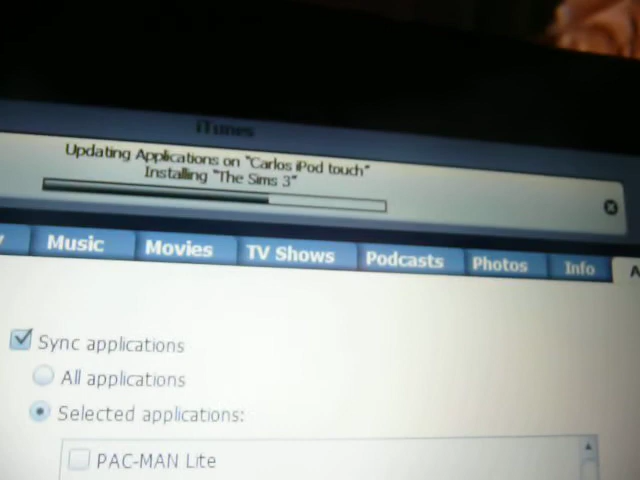 iTunes
Updating Applications on "Carlos iPod touch"
Installing "The Sims 3"
Music Movies TV Shows Podcasts Photos Info
Sync applications
All applications
Selected applications:
PAC-MAN Lite